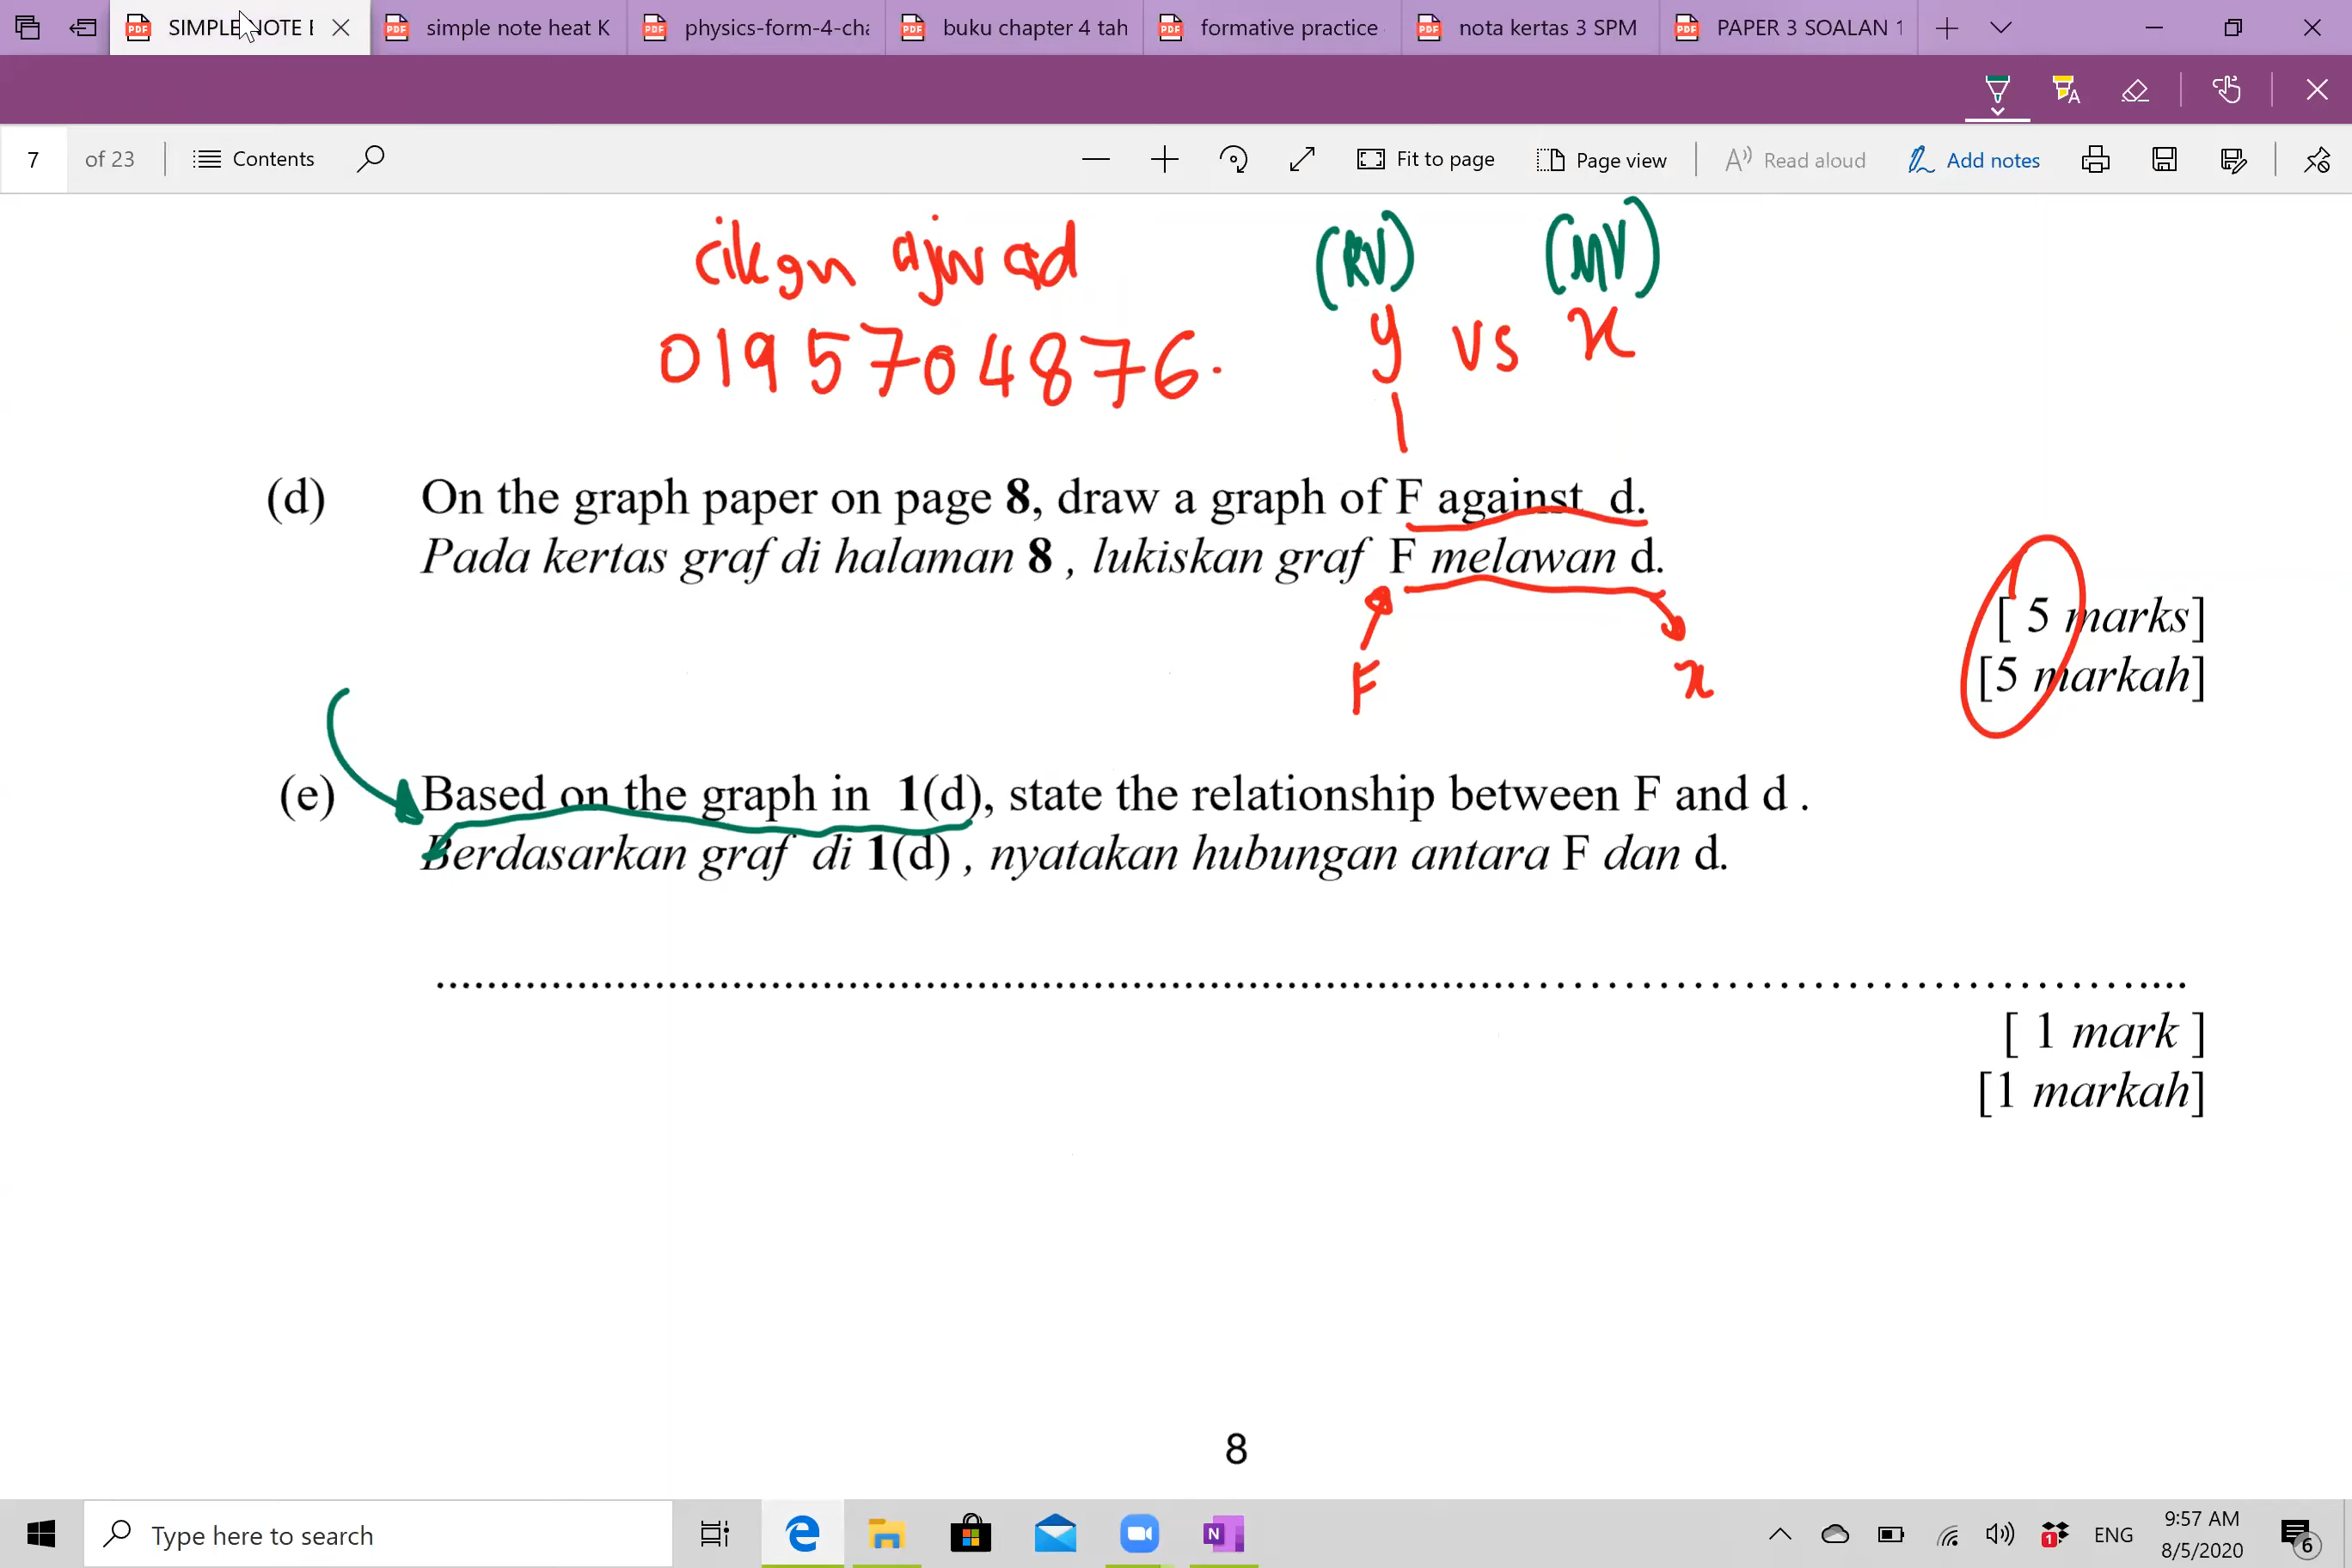 SIMPLE NOTE E
simple note heat K
physics-form-4-cha
buku chapter 4 tah
formative practice
nota kertas 3 SPM
PAPER 3 SOALAN 1
7 of 23
Contents
Fit to page
Page view
Read aloud
Add notes
cikgu
(RV) (MV)
0195704876.
y vs x
(d) On the graph paper on page 8, draw a graph of F against d.
Pada kertas graf di halaman 8 , lukiskan graf F melawan d.
[ 5 marks]
[5 markah]
F x
(e) Based on the graph in 1(d), state the relationship between F and d .
Berdasarkan graf di 1(d) , nyatakan hubungan antara F dan d.
[ 1 mark ]
[1 markah]
8
Type here to search
ENG
9:57 AM
8/5/2020